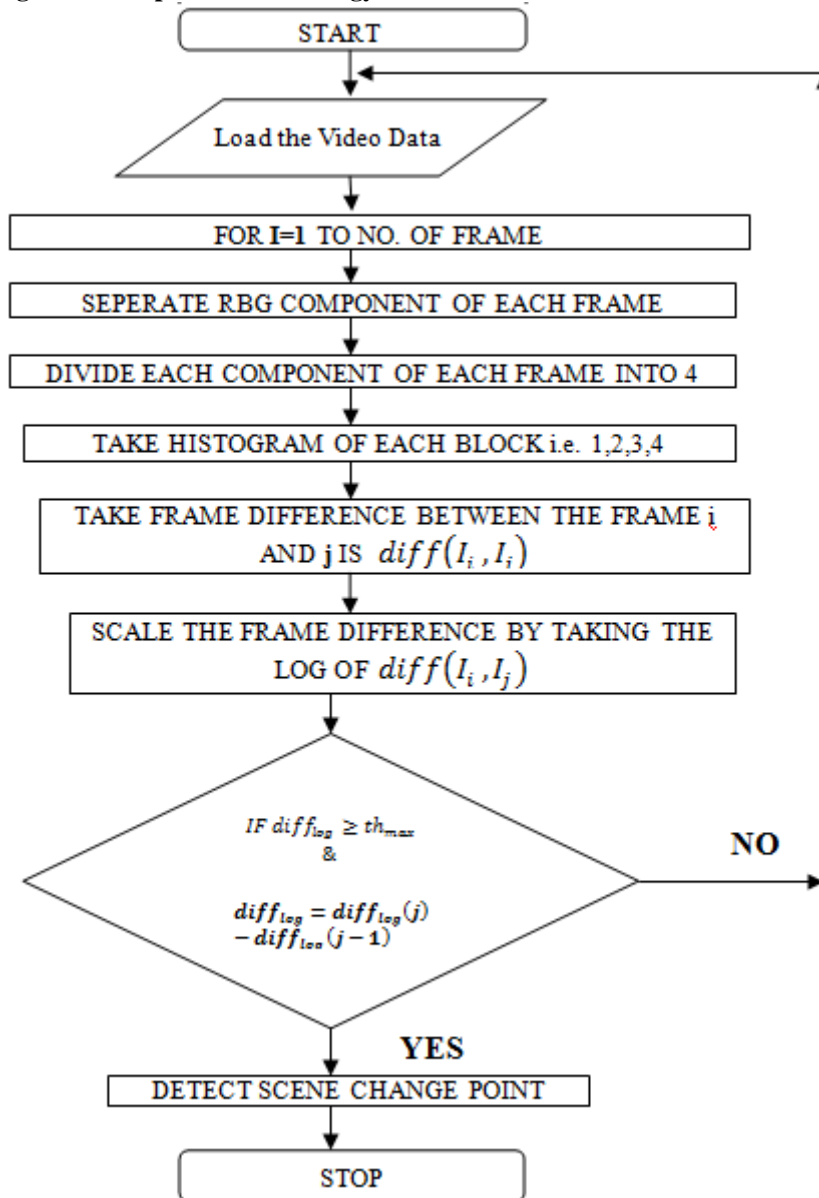 START
Load the Video Data
FOR I=1 TO NO. OF FRAME
SEPERATE RBG COMPONENT OF EACH FRAME
DIVIDE EACH COMPONENT OF EACH FRAME INTO 4
TAKE HISTOGRAM OF EACH BLOCK i.e. 1,2,3,4
TAKE FRAME DIFFERENCE BETWEEN THE FRAME i
AND j IS diff(I_i , I_i)
SCALE THE FRAME DIFFERENCE BY TAKING THE
LOG OF diff(I_i , I_j)
IF diff_log ≥ th_max
&
NO
diff_log = diff_log(j)
− diff_log(j − 1)
YES
DETECT SCENE CHANGE POINT
STOP